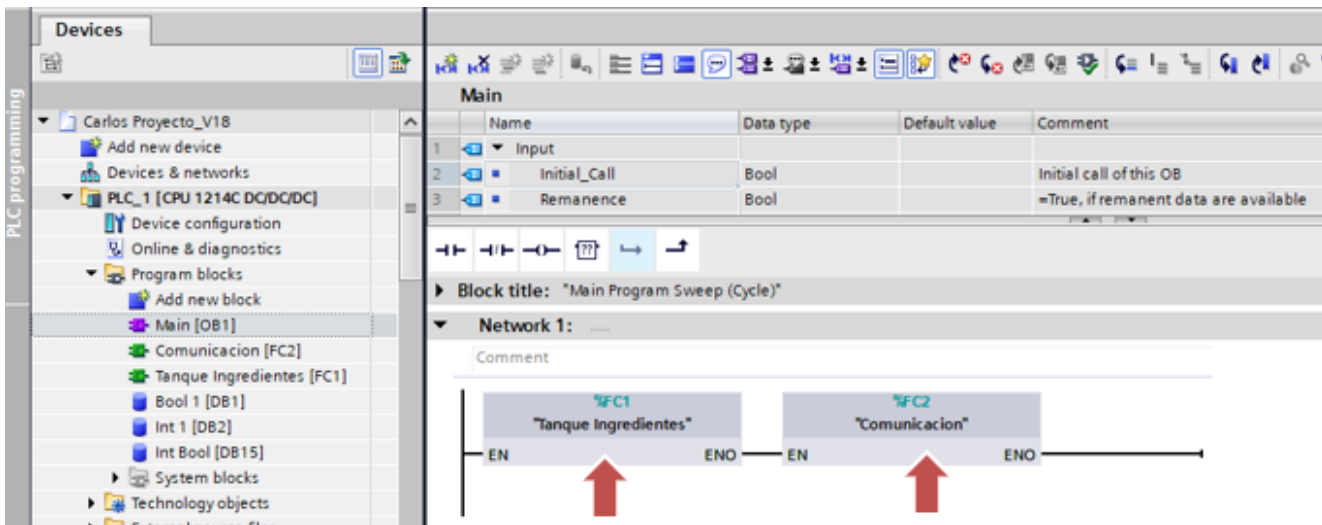 Devices
PLC programming
Carlos Proyecto_V18
Add new device
Devices & networks
PLC_1 [CPU 1214C DC/DC/DC]
Device configuration
Online & diagnostics
Program blocks
Add new block
Main [OB1]
Comunicacion [FC2]
Tanque Ingredientes [FC1]
Bool 1 [DB1]
Int 1 [DB2]
Int Bool [DB15]
System blocks
Technology objects
Main
Name Data type Default value Comment
1 Input
2 Initial_Call Bool Initial call of this OB
3 Remanence Bool =True, if remanent data are available
??
Block title: "Main Program Sweep (Cycle)"
Network 1: ....
Comment
%FC1 %FC2
"Tanque Ingredientes" "Comunicacion"
EN ENO EN ENO